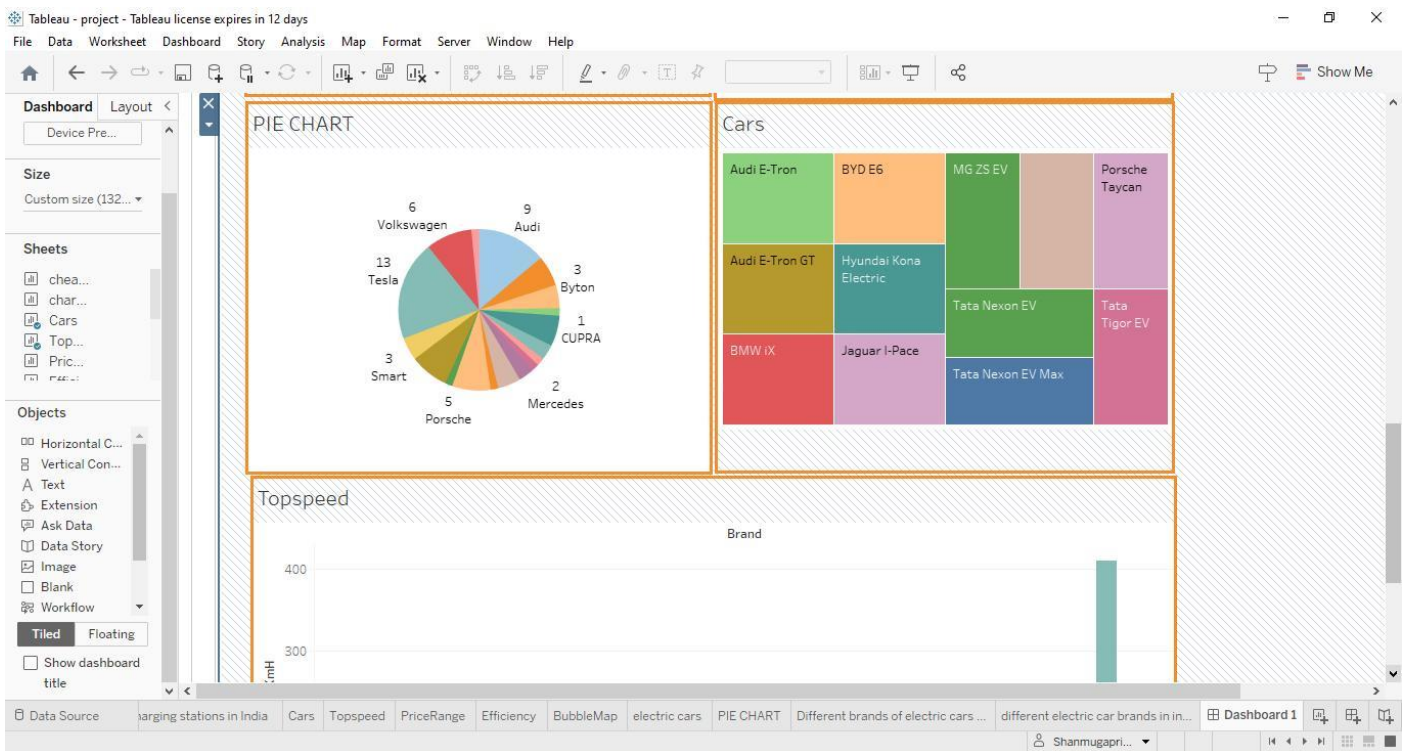 Tableau - project - Tableau license expires in 12 days
File Data Worksheet Dashboard Story Analysis Map Format Server Window Help
Show Me
Dashboard Layout
Device Pre...
Size
Custom size (132...
Sheets
chea...
char...
Cars
Top...
Pric...
Objects
Horizontal C...
Vertical Con...
Text
Extension
Ask Data
Data Story
Image
Blank
Workflow
Tiled Floating
Show dashboard
title
PIE CHART
6
Volkswagen
9
Audi
13
Tesla
3
Byton
1
CUPRA
3
Smart
2
Mercedes
5
Porsche
Cars
Audi E-Tron
BYD E6
MG ZS EV
Porsche
Taycan
Audi E-Tron GT
Hyundai Kona
Electric
Tata Nexon EV
Tata
Tigor EV
BMW iX
Jaguar I-Pace
Tata Nexon EV Max
Topspeed
Brand
400
300
Data Source arging stations in India Cars Topspeed PriceRange Efficiency BubbleMap electric cars PIE CHART Different brands of electric cars ... different electric car brands in in... Dashboard 1
Shanmugapri...